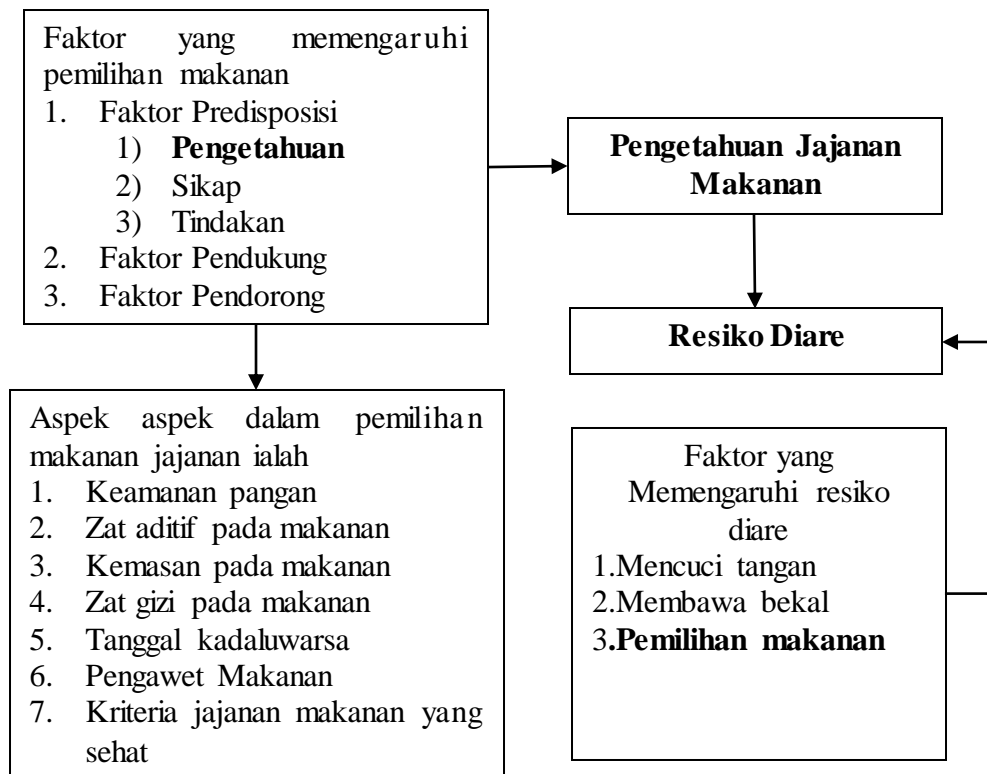 Faktor yang memengaruhi
pemilihan makanan
1. Faktor Predisposisi
1) Pengetahuan
2) Sikap
3) Tindakan
2. Faktor Pendukung
3. Faktor Pendorong
Pengetahuan Jajanan
Makanan
Resiko Diare
Aspek aspek dalam pemilihan
makanan jajanan ialah
1. Keamanan pangan
2. Zat aditif pada makanan
3. Kemasan pada makanan
4. Zat gizi pada makanan
5. Tanggal kadaluwarsa
6. Pengawet Makanan
7. Kriteria jajanan makanan yang
sehat
Faktor yang
Memengaruhi resiko
diare
1.Mencuci tangan
2.Membawa bekal
3.Pemilihan makanan